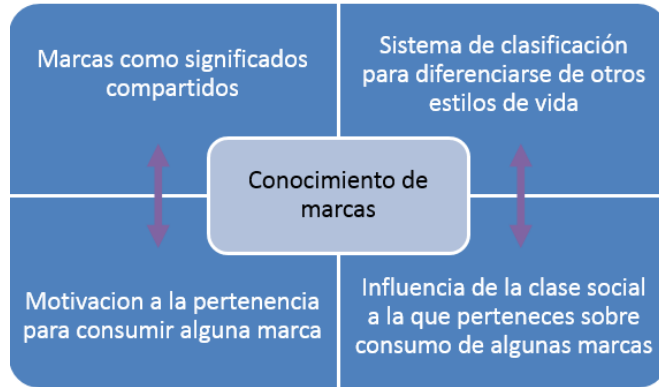 Marcas como significados
compartidos
Sistema de clasificación
para diferenciarse de otros
estilos de vida
Conocimiento de
marcas
Motivacion a la pertenencia
para consumir alguna marca
Influencia de la clase social
a la que perteneces sobre
consumo de algunas marcas